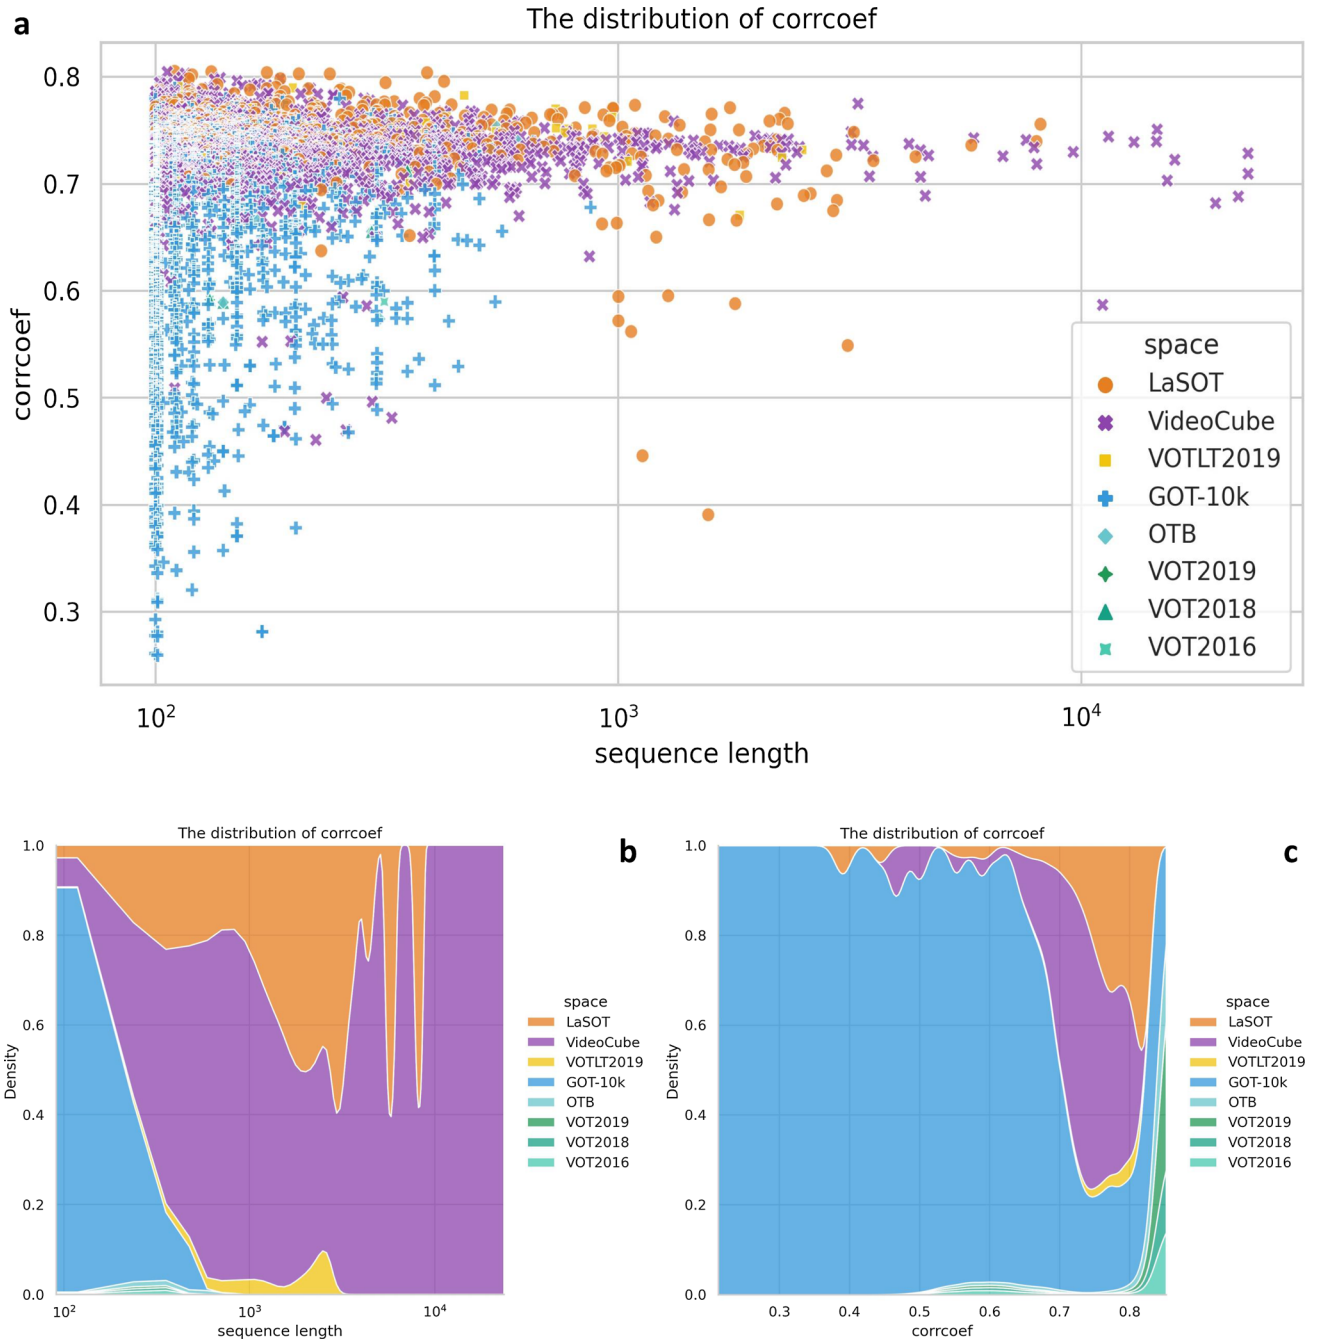 a
The distribution of corrcoef
corrcoef
0.8
0.7
0.6
0.5
0.4
0.3
space
LaSOT
VideoCube
VOTLT2019
GOT-10k
OTB
VOT2019
VOT2018
VOT2016
10²
10³
10⁴
sequence length
The distribution of corrcoef
b
Density
1.0
0.8
0.6
0.4
0.2
0.0
space
LaSOT
VideoCube
VOTLT2019
GOT-10k
OTB
VOT2019
VOT2018
VOT2016
10²
10³
10⁴
sequence length
The distribution of corrcoef
c
Density
1.0
0.8
0.6
0.4
0.2
0.0
space
LaSOT
VideoCube
VOTLT2019
GOT-10k
OTB
VOT2019
VOT2018
VOT2016
0.3
0.4
0.5
0.6
0.7
0.8
corrcoef